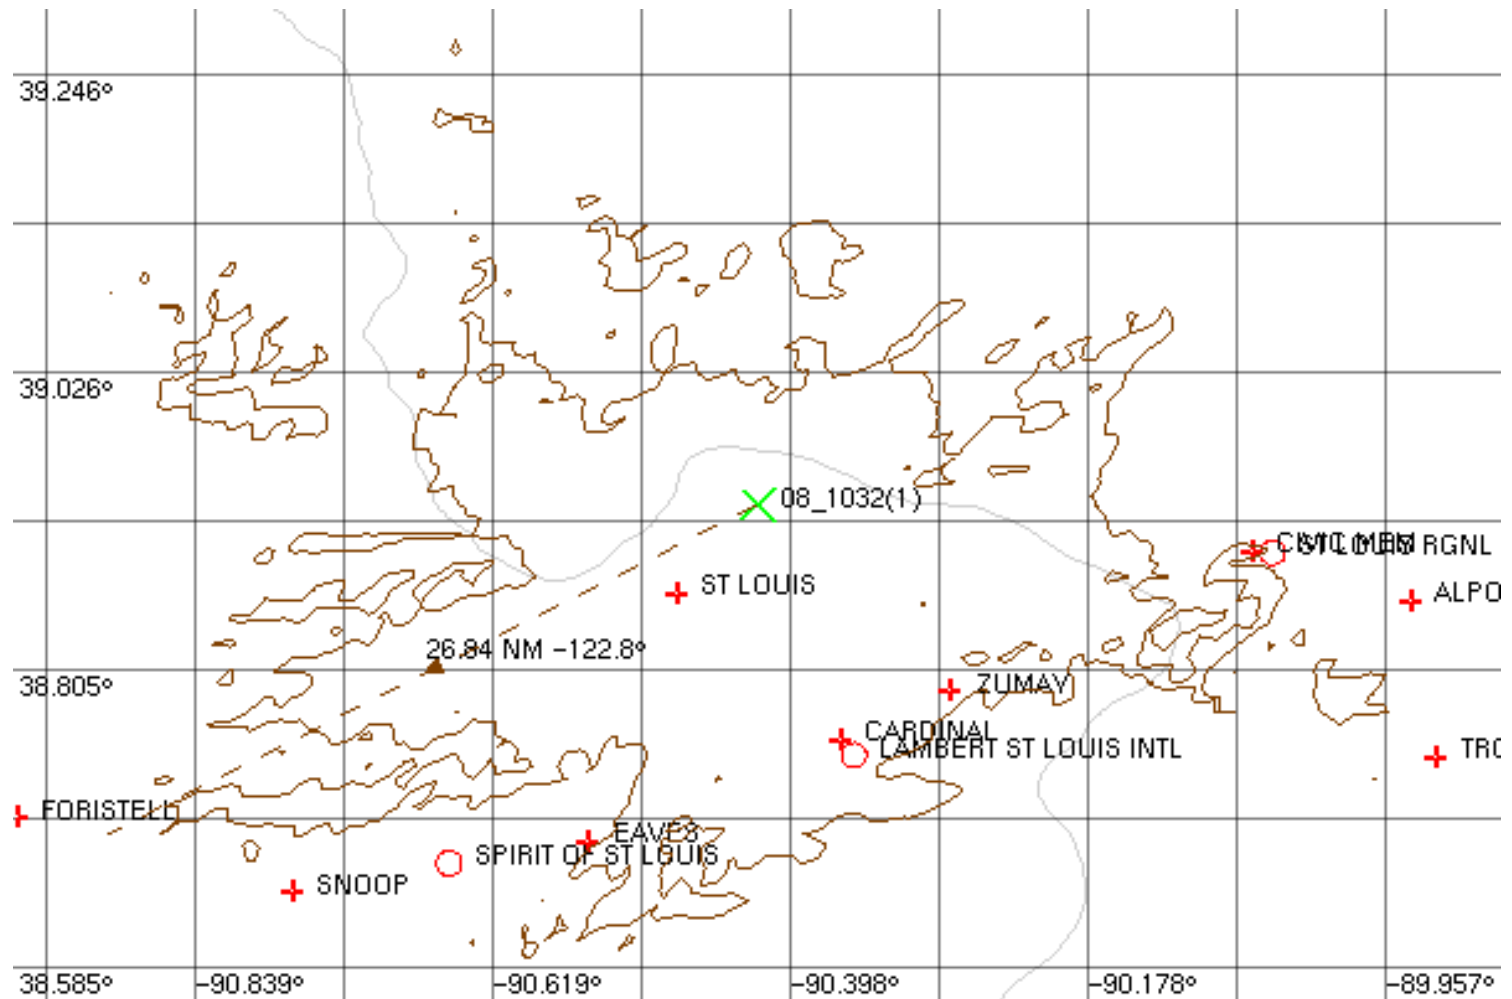 39.246°
39.026°
08_1032(1)
ST LOUIS RGNL
ST LOUIS
ALPO
26.84 NM -122.8°
38.805°
ZUMAY
CARDINAL
LAMBERT ST LOUIS INTL
TRO
FORISTELL
EAVES
SPIRIT OF ST LOUIS
SNOOP
38.585° -90.839° -90.619° -90.398° -90.178° -89.957°